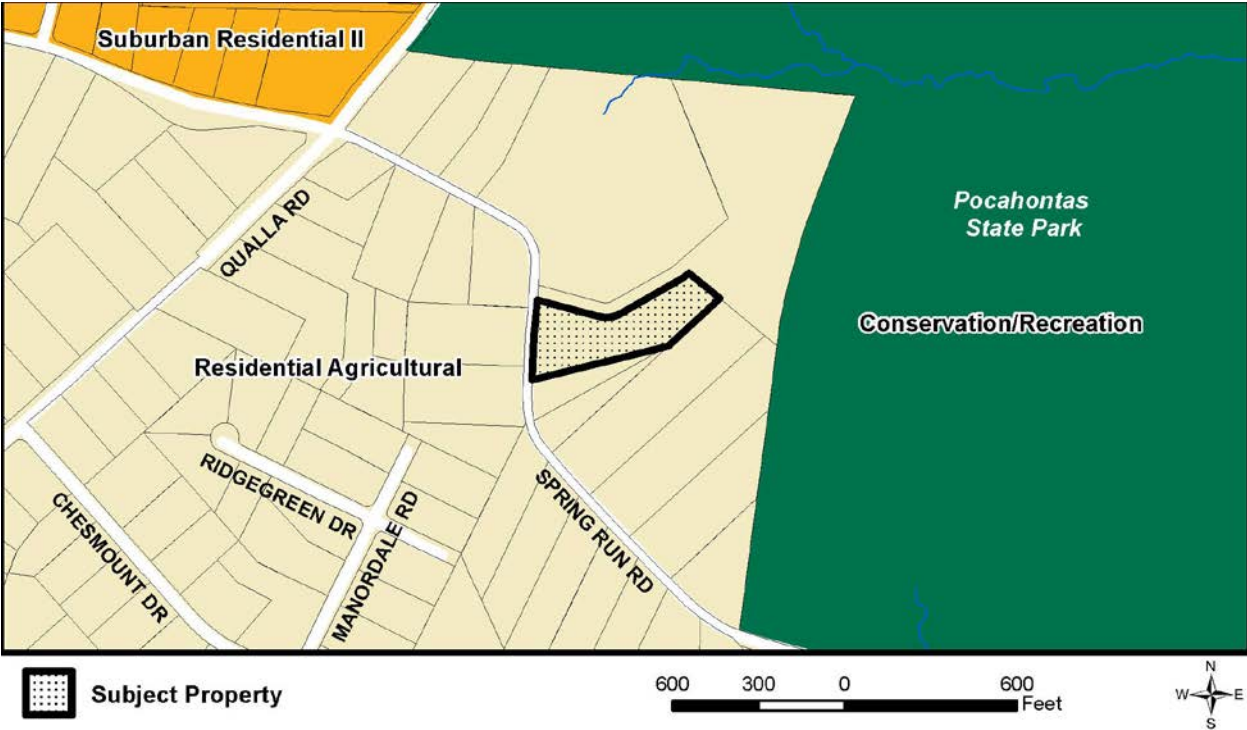 Suburban Residential II
Pocahontas
State Park
QUALLA RD
Conservation/Recreation
Residential Agricultural
RIDGEGREEN DR
SPRING RUN RD
CHESMOUNT DR
MANORDALE RD
Subject Property
600 300 0 600
Feet
N
W E
S